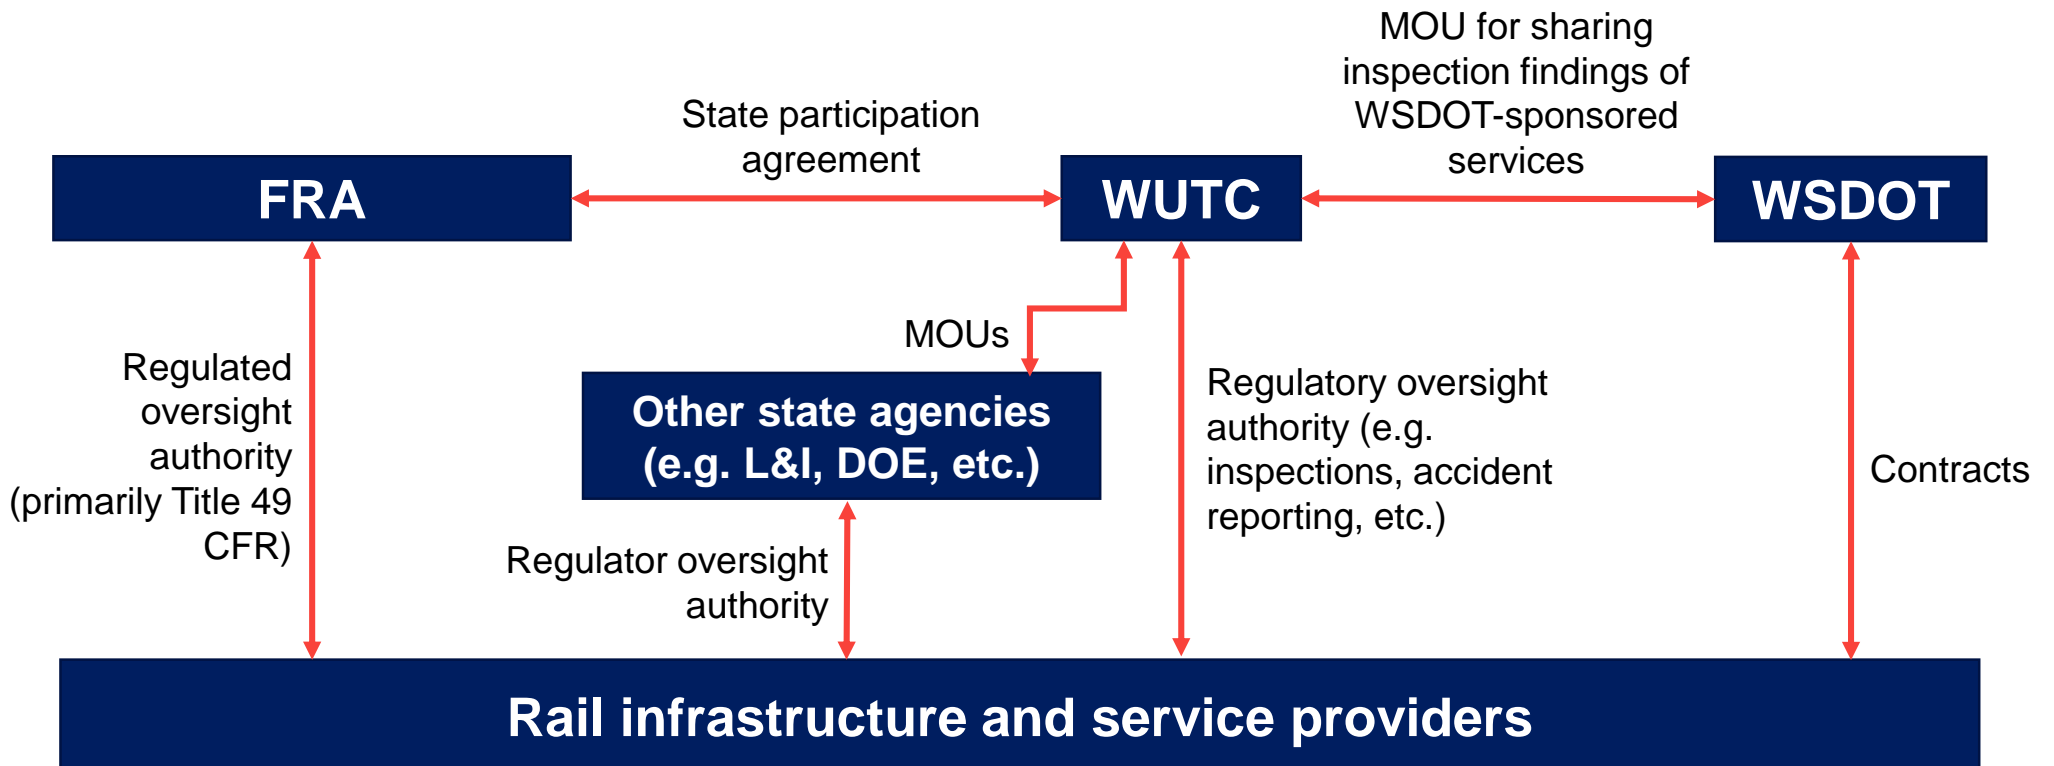 MOU for sharing
inspection findings of
WSDOT-sponsored
services
State participation
agreement
FRA
WUTC
WSDOT
MOUs
Regulated
oversight
authority
(primarily Title 49
CFR)
Other state agencies
(e.g. L&I, DOE, etc.)
Regulatory oversight
authority (e.g.
inspections, accident
reporting, etc.)
Contracts
Regulator oversight
authority
Rail infrastructure and service providers